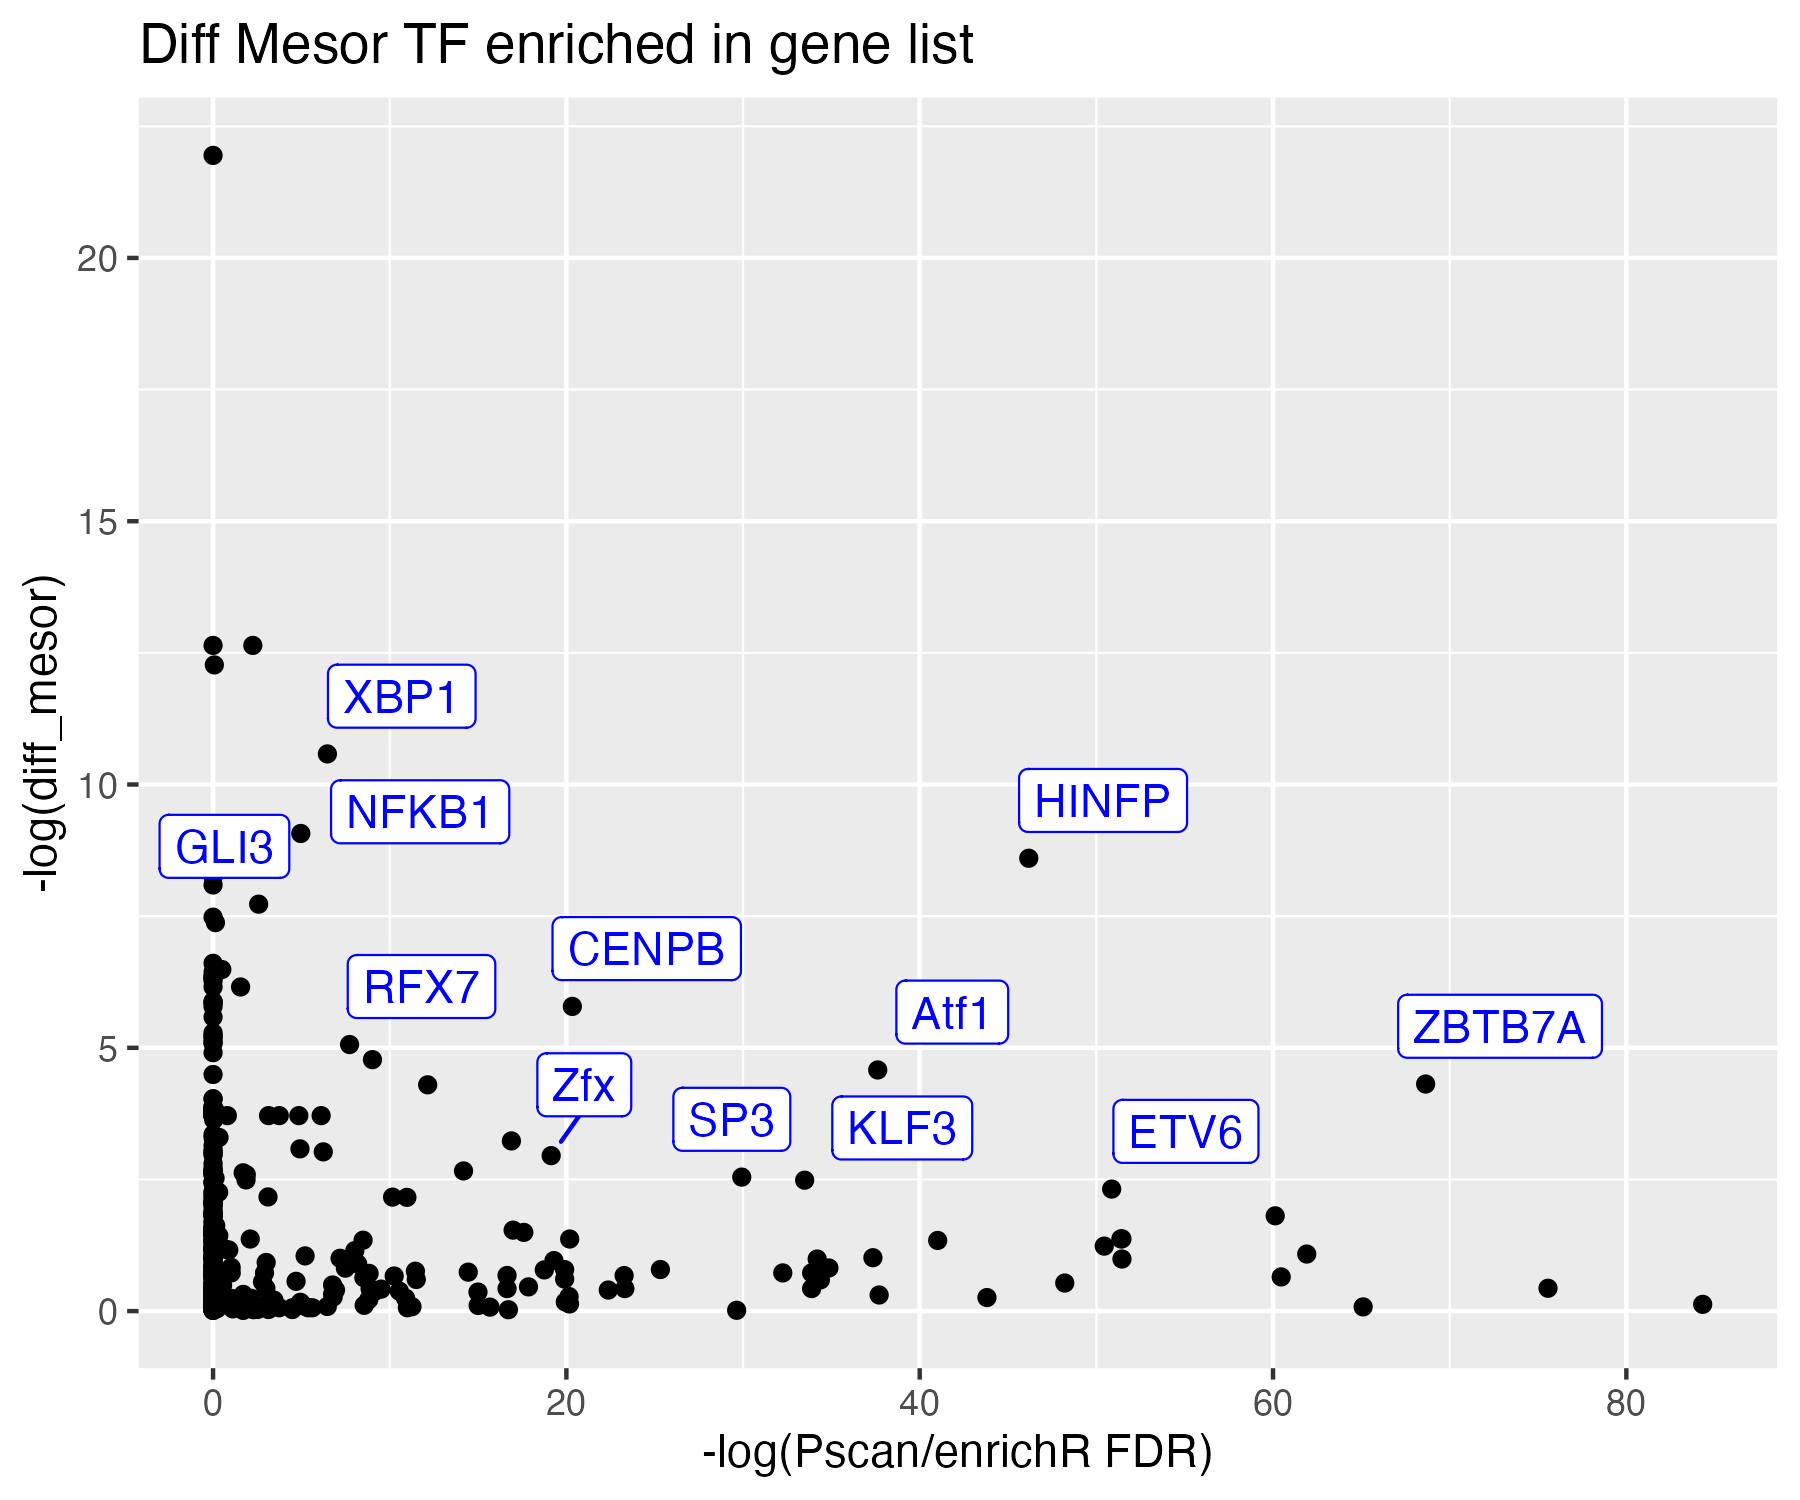 Diff Mesor TF enriched in gene list
-log(diff_mesor)
20
15
10
5
0
XBP1
NFKB1
GLI3
HINFP
CENPB
RFX7
Atf1
ZBTB7A
Zfx
SP3
KLF3
ETV6
0 20 40 60 80
-log(Pscan/enrichR FDR)